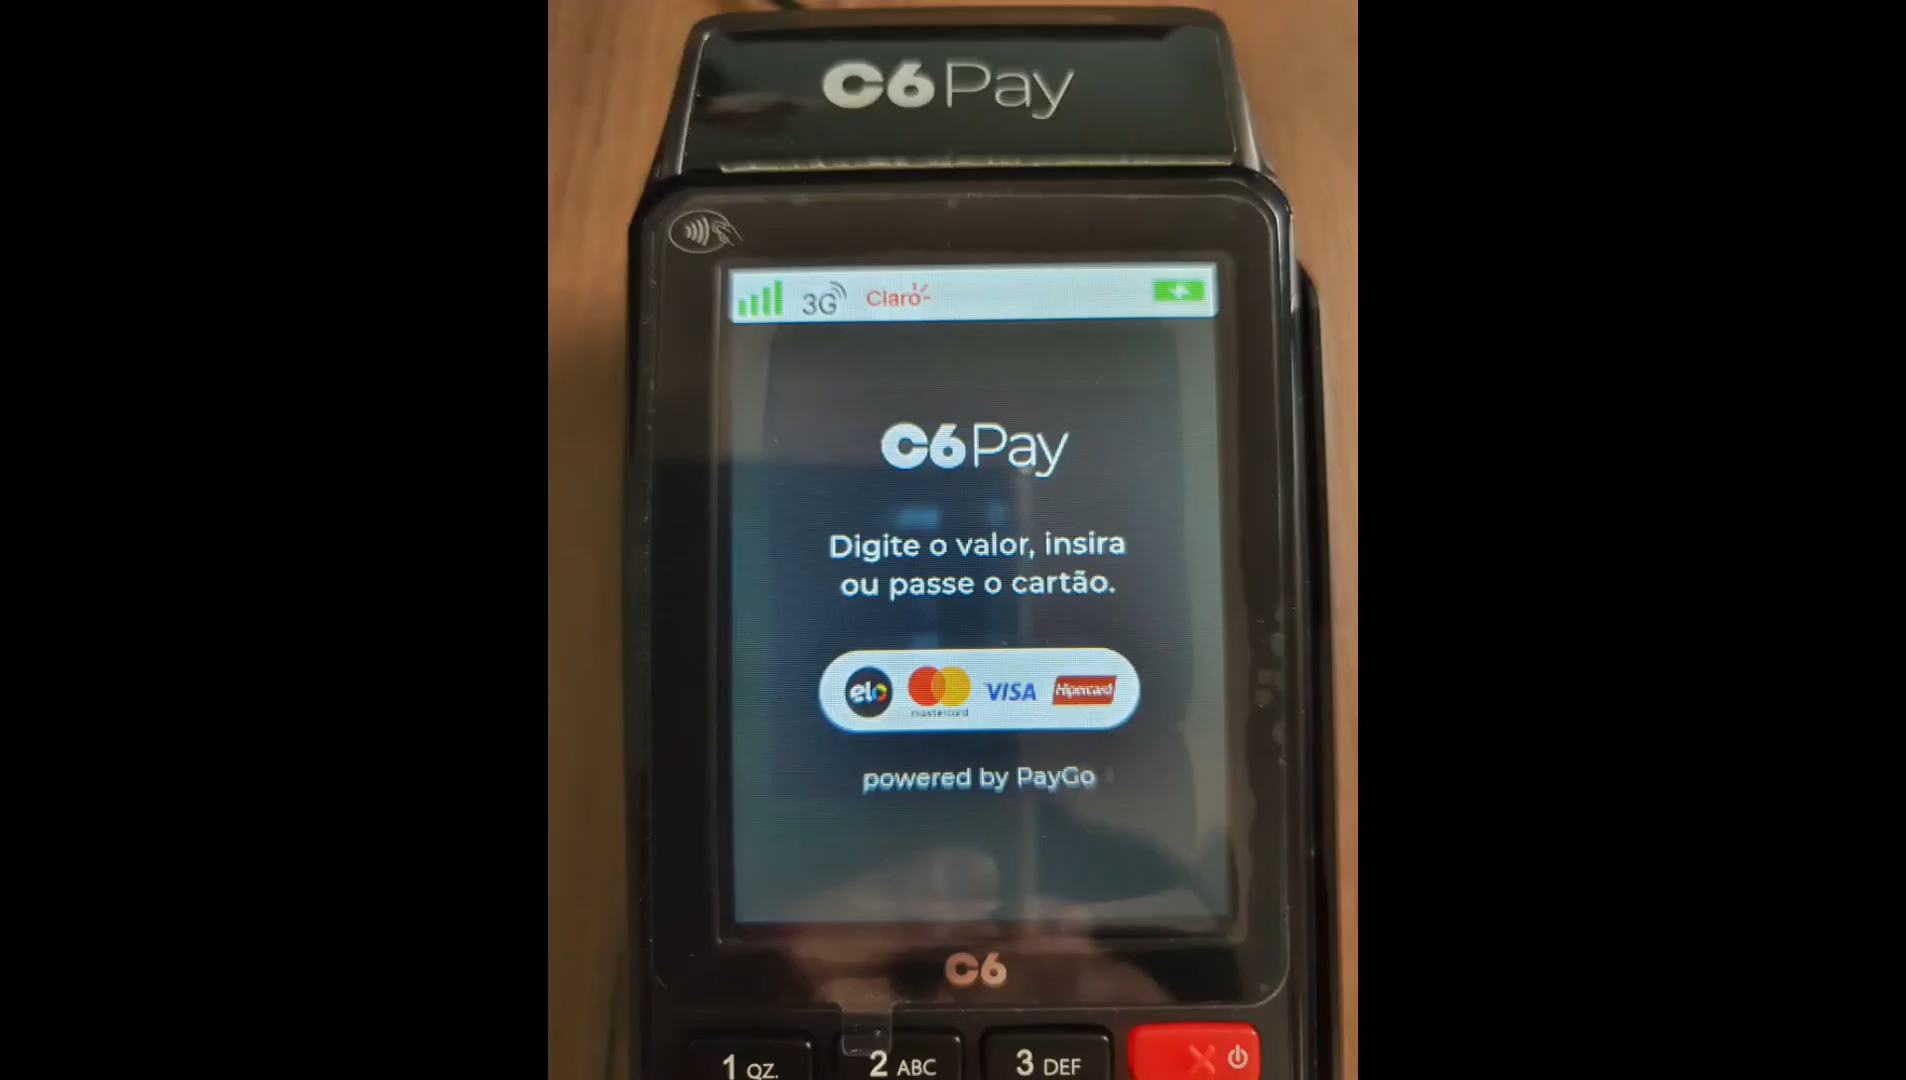 C6 Pay
3G Claro
C6 Pay
Digite o valor, insira
ou passe o cartão.
elo mastercard VISA Hipercard
powered by PayGo
C6
1 QZ. 2 ABC 3 DEF